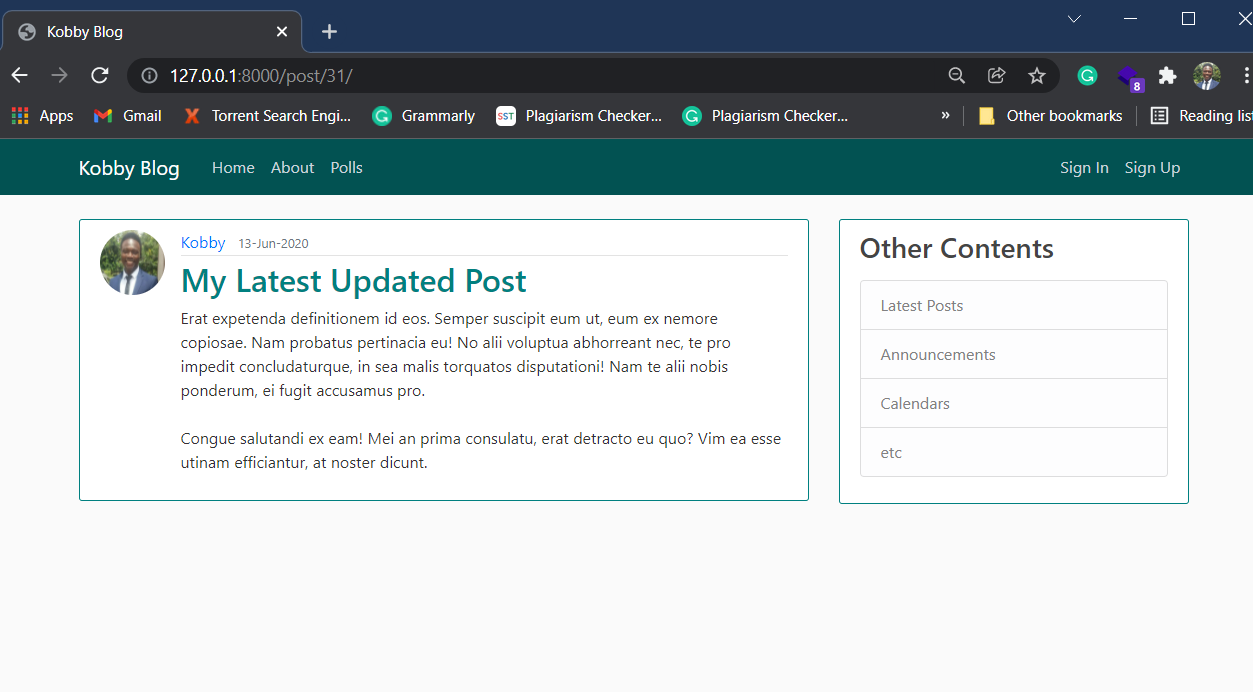 Kobby Blog
127.0.0.1:8000/post/31/
8
Apps Gmail Torrent Search Engi... Grammarly SST Plagiarism Checker... Plagiarism Checker... » Other bookmarks Reading list
Kobby Blog Home About Polls Sign In Sign Up
Kobby 13-Jun-2020
My Latest Updated Post
Erat expetenda definitionem id eos. Semper suscipit eum ut, eum ex nemore
copiosae. Nam probatus pertinacia eu! No alii voluptua abhorreant nec, te pro
impedit concludaturque, in sea malis torquatos disputationi! Nam te alii nobis
ponderum, ei fugit accusamus pro.
Congue salutandi ex eam! Mei an prima consulatu, erat detracto eu quo? Vim ea esse
utinam efficiantur, at noster dicunt.
Other Contents
Latest Posts
Announcements
Calendars
etc